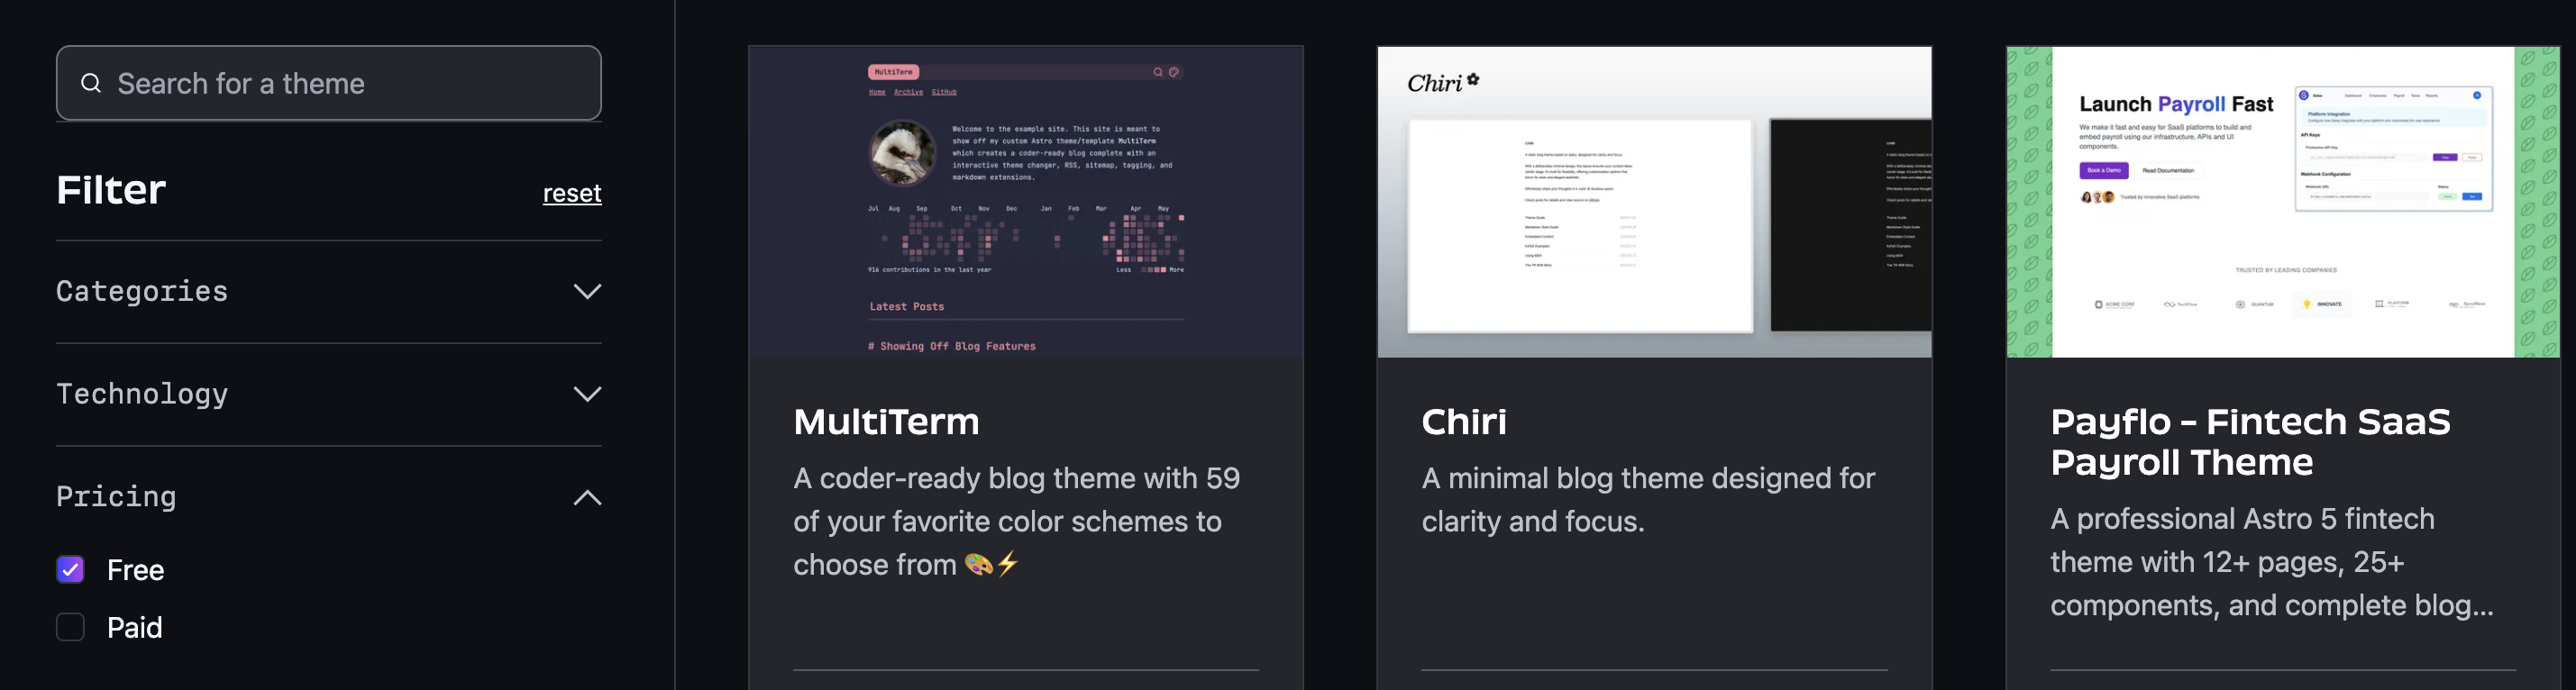 Search for a theme
Filter
reset
Categories
Technology
Pricing
Free
Paid
MultiTerm
Home Archive GitHub
Welcome to the example site. This site is meant to
show off my custom Astro theme/template MultiTerm
which creates a coder-ready blog complete with an
interactive theme changer, RSS, sitemap, tagging, and
markdown extensions.
Jul Aug Sep Oct Nov Dec Jan Feb Mar Apr May
916 contributions in the last year
Less More
Latest Posts
# Showing Off Blog Features
MultiTerm
A coder-ready blog theme with 59
of your favorite color schemes to
choose from 🎨⚡
Chiri
Chiri
A minimal blog theme designed for
clarity and focus.
Launch Payroll Fast
We make it fast and easy for SaaS platforms to build and
embed payroll using our infrastructure, APIs and UI
components.
Book a Demo
Read Documentation
Trusted by innovative SaaS platforms
Platform Integration
API Keys
Webhook Configuration
TRUSTED BY LEADING COMPANIES
ACME CORP
TechFlow
QUANTUM
INNOVATE
PLATFORM
SyncWave
Payflo – Fintech SaaS
Payroll Theme
A professional Astro 5 fintech
theme with 12+ pages, 25+
components, and complete blog...